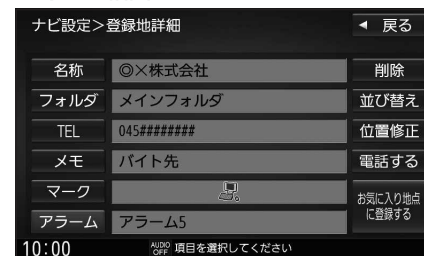 ナビ設定＞登録地詳細
◀ 戻る
名称
◎×株式会社
削除
フォルダ
メインフォルダ
並び替え
TEL
045########
位置修正
メモ
バイト先
電話する
マーク
お気に入り地点
に登録する
アラーム
アラーム5
10:00
AUDIO
OFF
項目を選択してください